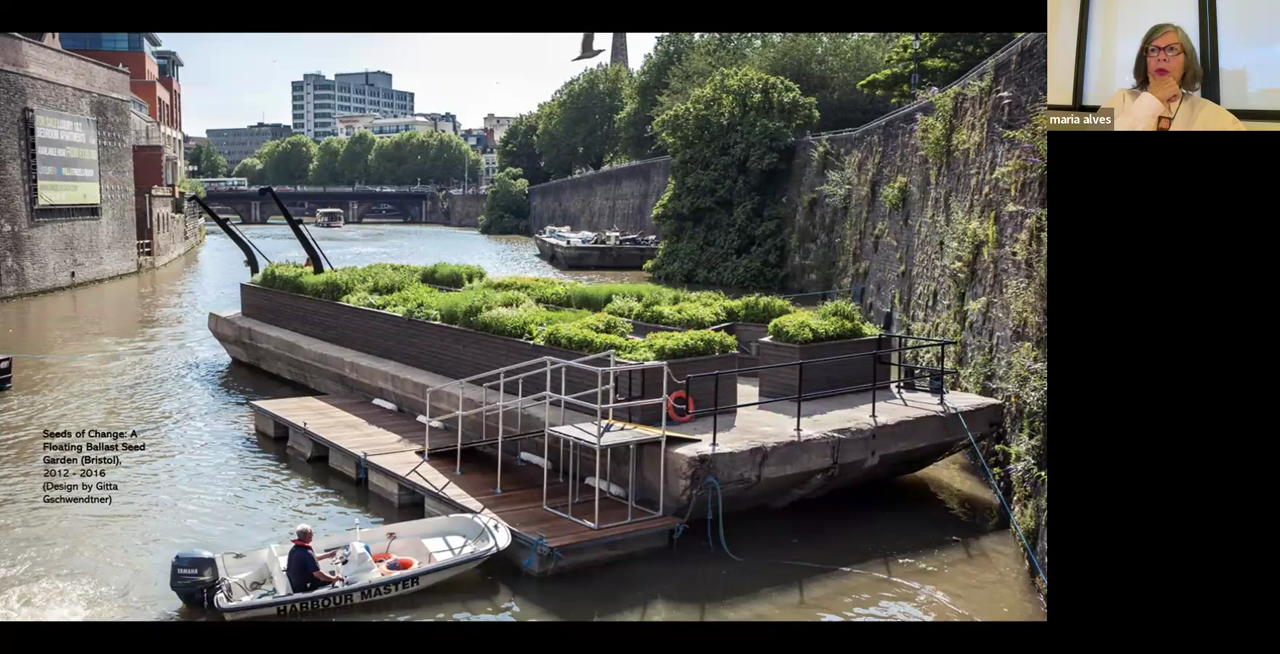 maria alves
Seeds of Change: A
Floating Ballast Seed
Garden (Bristol),
2012 - 2016
(Design by Gitta
Gschwendtner)
YAMAHA
HARBOUR MASTER